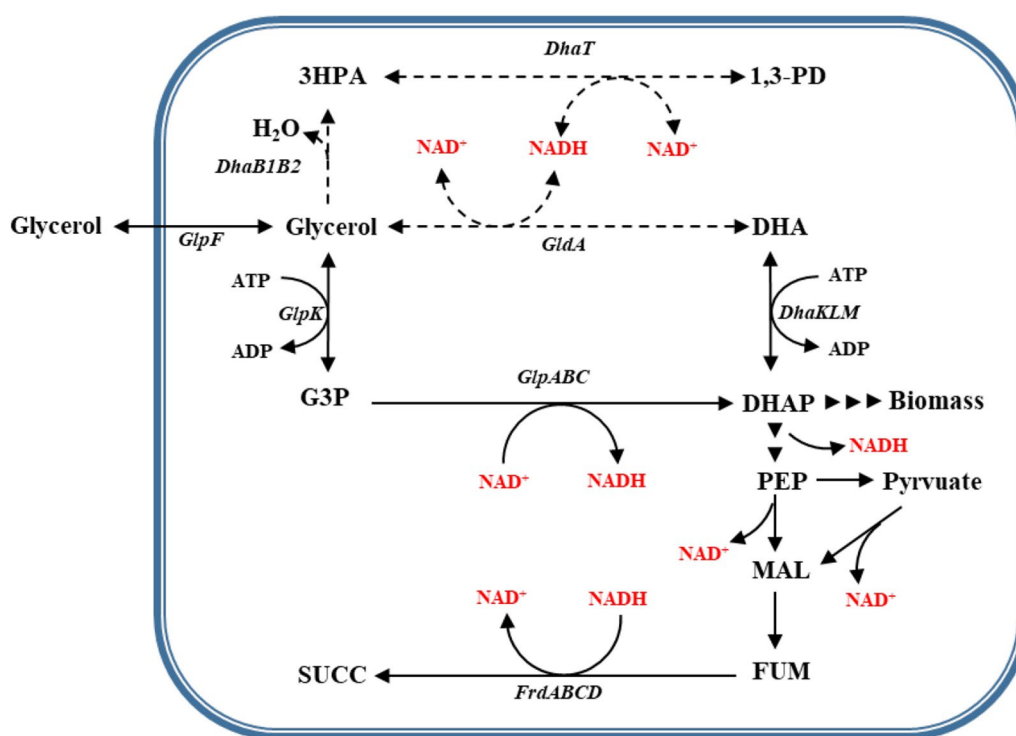 DhaT
3HPA
1,3-PD
H₂O
NAD⁺
NADH
NAD⁺
DhaB1B2
Glycerol
GlpF
Glycerol
GldA
DHA
ATP
GlpK
ADP
ATP
DhaKLM
ADP
G3P
GlpABC
DHAP
Biomass
NAD⁺
NADH
NADH
PEP
Pyrvuate
NAD⁺
MAL
NAD⁺
NAD⁺
NADH
SUCC
FrdABCD
FUM